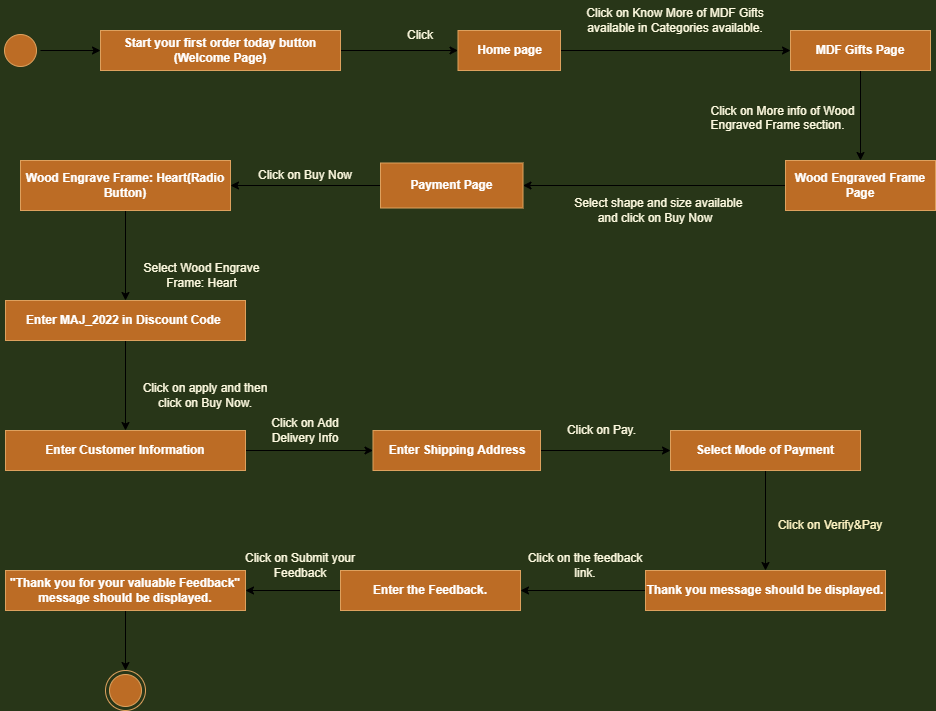 Start your first order today button
(Welcome Page)
Click
Home page
Click on Know More of MDF Gifts
available in Categories available.
MDF Gifts Page
Click on More info of Wood
Engraved Frame section.
Wood Engraved Frame
Page
Select shape and size available
and click on Buy Now
Payment Page
Click on Buy Now
Wood Engrave Frame: Heart(Radio
Button)
Select Wood Engrave
Frame: Heart
Enter MAJ_2022 in Discount Code
Click on apply and then
click on Buy Now.
Enter Customer Information
Click on Add
Delivery Info
Enter Shipping Address
Click on Pay.
Select Mode of Payment
Click on Verify&Pay
Thank you message should be displayed.
Click on the feedback
link.
Enter the Feedback.
Click on Submit your
Feedback
"Thank you for your valuable Feedback"
message should be displayed.